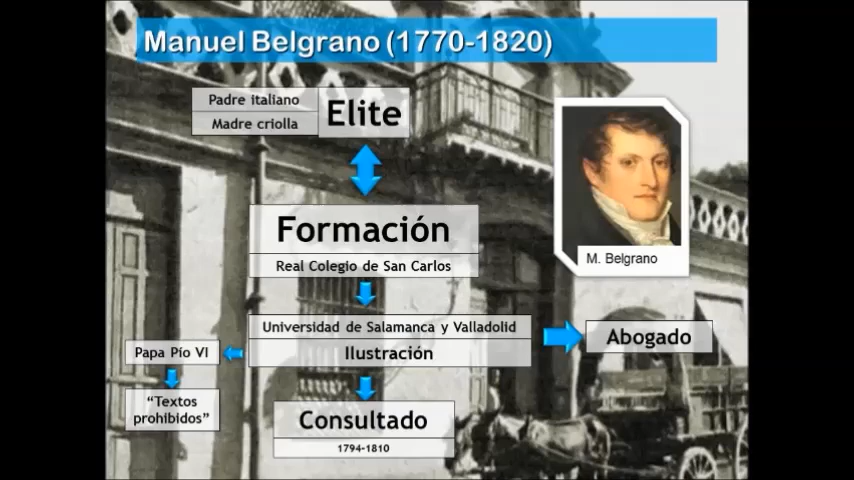 Manuel Belgrano (1770-1820)
Padre italiano
Madre criolla
Elite
Formación
Real Colegio de San Carlos
M. Belgrano
Universidad de Salamanca y Valladolid
Ilustración
Abogado
Papa Pío VI
“Textos
prohibidos”
Consultado
1794-1810